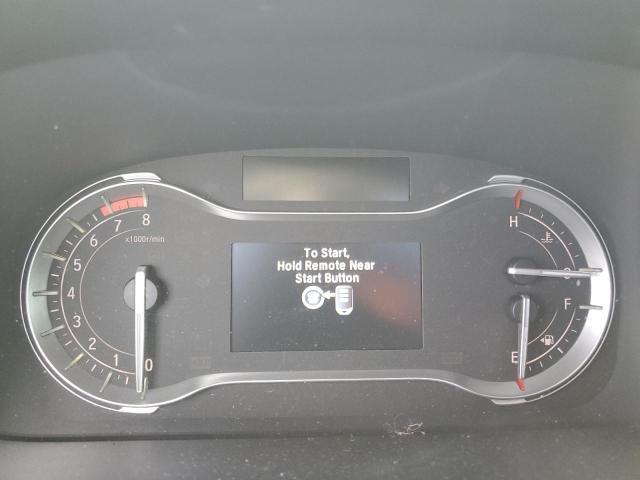 To Start,
Hold Remote Near
Start Button
8
7
6
5
4
3
2
1
0
x1000r/min
H
C
F
E